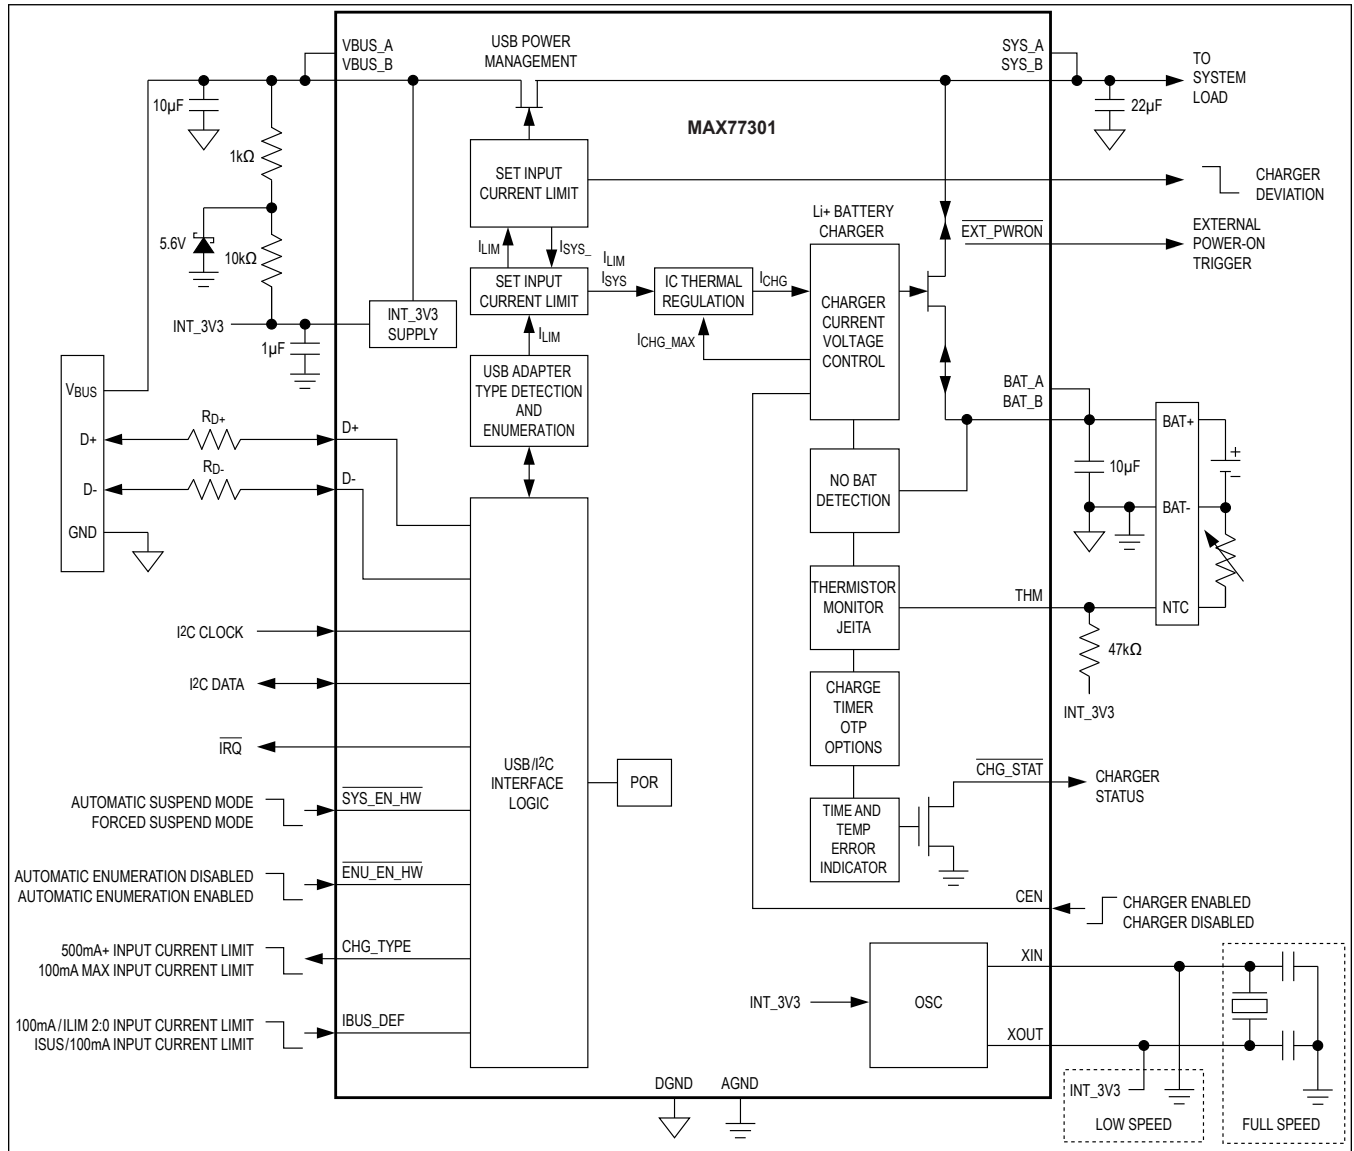 VBUS_A
VBUS_B
USB POWER
MANAGEMENT
SYS_A
SYS_B
TO
SYSTEM
LOAD
10µF
22µF
MAX77301
1kΩ
SET INPUT
CURRENT LIMIT
CHARGER
DEVIATION
Li+ BATTERY
CHARGER
EXT_PWRON
EXTERNAL
POWER-ON
TRIGGER
5.6V
10kΩ
ILIM
ISYS_
ILIM
ISYS
SET INPUT
CURRENT LIMIT
IC THERMAL
REGULATION
ICHG
CHARGER
CURRENT
VOLTAGE
CONTROL
INT_3V3
INT_3V3
SUPPLY
1µF
ILIM
ICHG_MAX
USB ADAPTER
TYPE DETECTION
AND
ENUMERATION
BAT_A
BAT_B
VBUS
D+
D-
GND
RD+
RD-
D+
D-
BAT+
BAT-
NTC
+
−
10µF
NO BAT
DETECTION
THERMISTOR
MONITOR
JEITA
THM
47kΩ
INT_3V3
I2C CLOCK
I2C DATA
IRQ
CHARGE
TIMER
OTP
OPTIONS
USB/I2C
INTERFACE
LOGIC
POR
CHG_STAT
CHARGER
STATUS
AUTOMATIC SUSPEND MODE
FORCED SUSPEND MODE
SYS_EN_HW
TIME AND
TEMP
ERROR
INDICATOR
AUTOMATIC ENUMERATION DISABLED
AUTOMATIC ENUMERATION ENABLED
ENU_EN_HW
CEN
CHARGER ENABLED
CHARGER DISABLED
500mA+ INPUT CURRENT LIMIT
100mA MAX INPUT CURRENT LIMIT
CHG_TYPE
XIN
INT_3V3
OSC
100mA/ILIM 2:0 INPUT CURRENT LIMIT
ISUS/100mA INPUT CURRENT LIMIT
IBUS_DEF
XOUT
DGND
AGND
INT_3V3
LOW SPEED
FULL SPEED